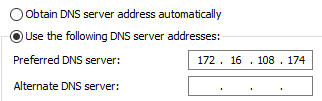 Obtain DNS server address automatically
Use the following DNS server addresses:
Preferred DNS server: 172 . 16 . 108 . 174
Alternate DNS server: . . .